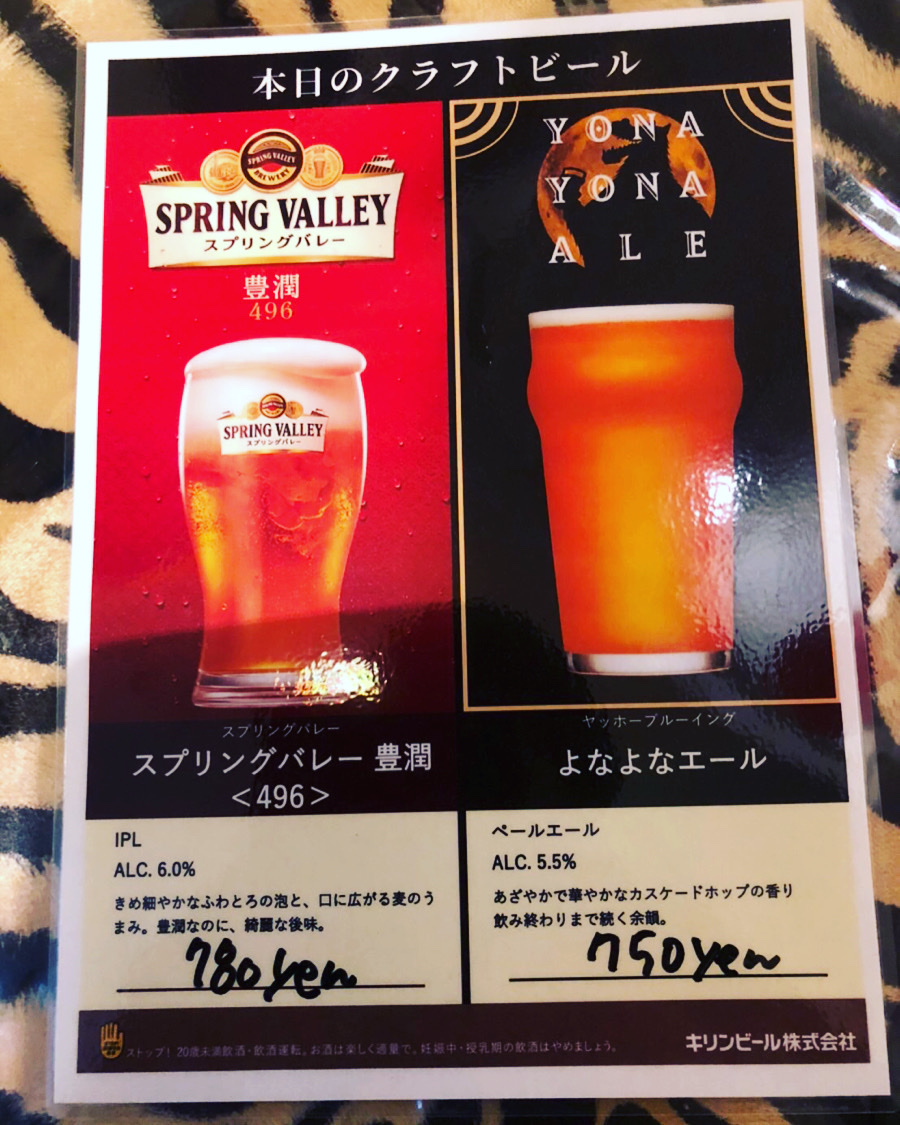 本日のクラフトビール
SPRING VALLEY
BREWERY
SPRING VALLEY
スプリングバレー
豊潤
496
SPRING VALLEY
スプリングバレー
スプリングバレー
スプリングバレー 豊潤
<496>
IPL
ALC. 6.0%
きめ細やかなふわとろの泡と、口に広がる麦のう
まみ。豊潤なのに、綺麗な後味。
780yen
YONA
YONA
ALE
ヤッホーブルーイング
よなよなエール
ペールエール
ALC. 5.5%
あざやかで華やかなカスケードホップの香り
飲み終わりまで続く余韻。
750yen
ストップ! 20歳未満飲酒・飲酒運転。お酒は楽しく適量で。妊娠中・授乳期の飲酒はやめましょう。
キリンビール株式会社